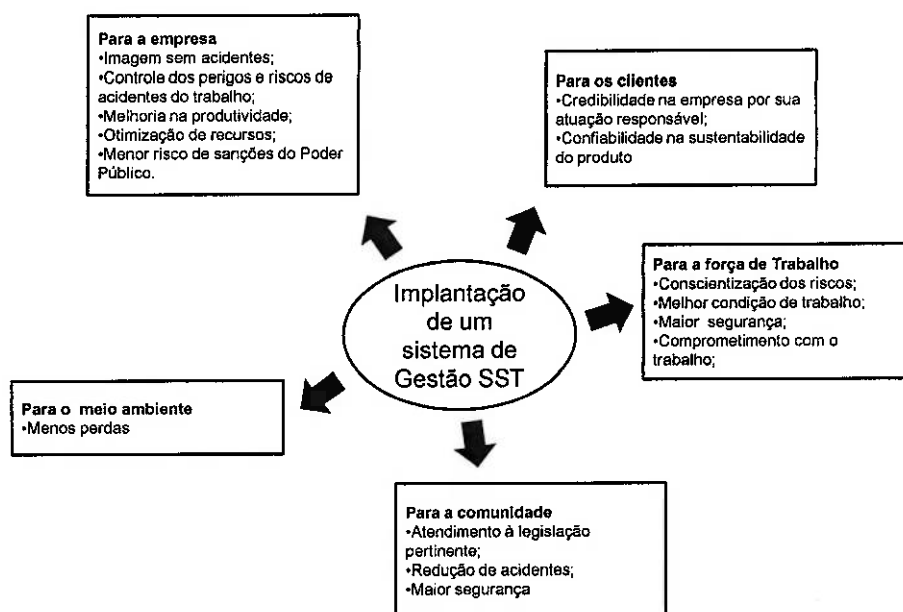 Para a empresa
•Imagem sem acidentes;
•Controle dos perigos e riscos de
acidentes do trabalho;
•Melhoria na produtividade;
•Otimização de recursos;
•Menor risco de sanções do Poder
Público.
Para os clientes
•Credibilidade na empresa por sua
atuação responsável;
•Confiabilidade na sustentabilidade
do produto
Implantação
de um
sistema de
Gestão SST
Para a força de Trabalho
•Conscientização dos riscos;
•Melhor condição de trabalho;
•Maior segurança;
•Comprometimento com o
trabalho;
Para o meio ambiente
•Menos perdas
Para a comunidade
•Atendimento à legislação
pertinente;
•Redução de acidentes;
•Maior segurança